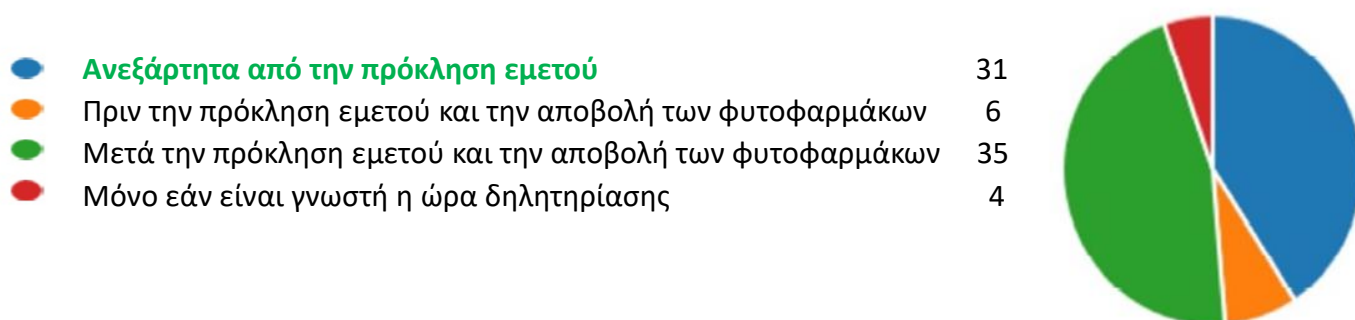 Ανεξάρτητα από την πρόκληση εμετού 31
Πριν την πρόκληση εμετού και την αποβολή των φυτοφαρμάκων 6
Μετά την πρόκληση εμετού και την αποβολή των φυτοφαρμάκων 35
Μόνο εάν είναι γνωστή η ώρα δηλητηρίασης 4